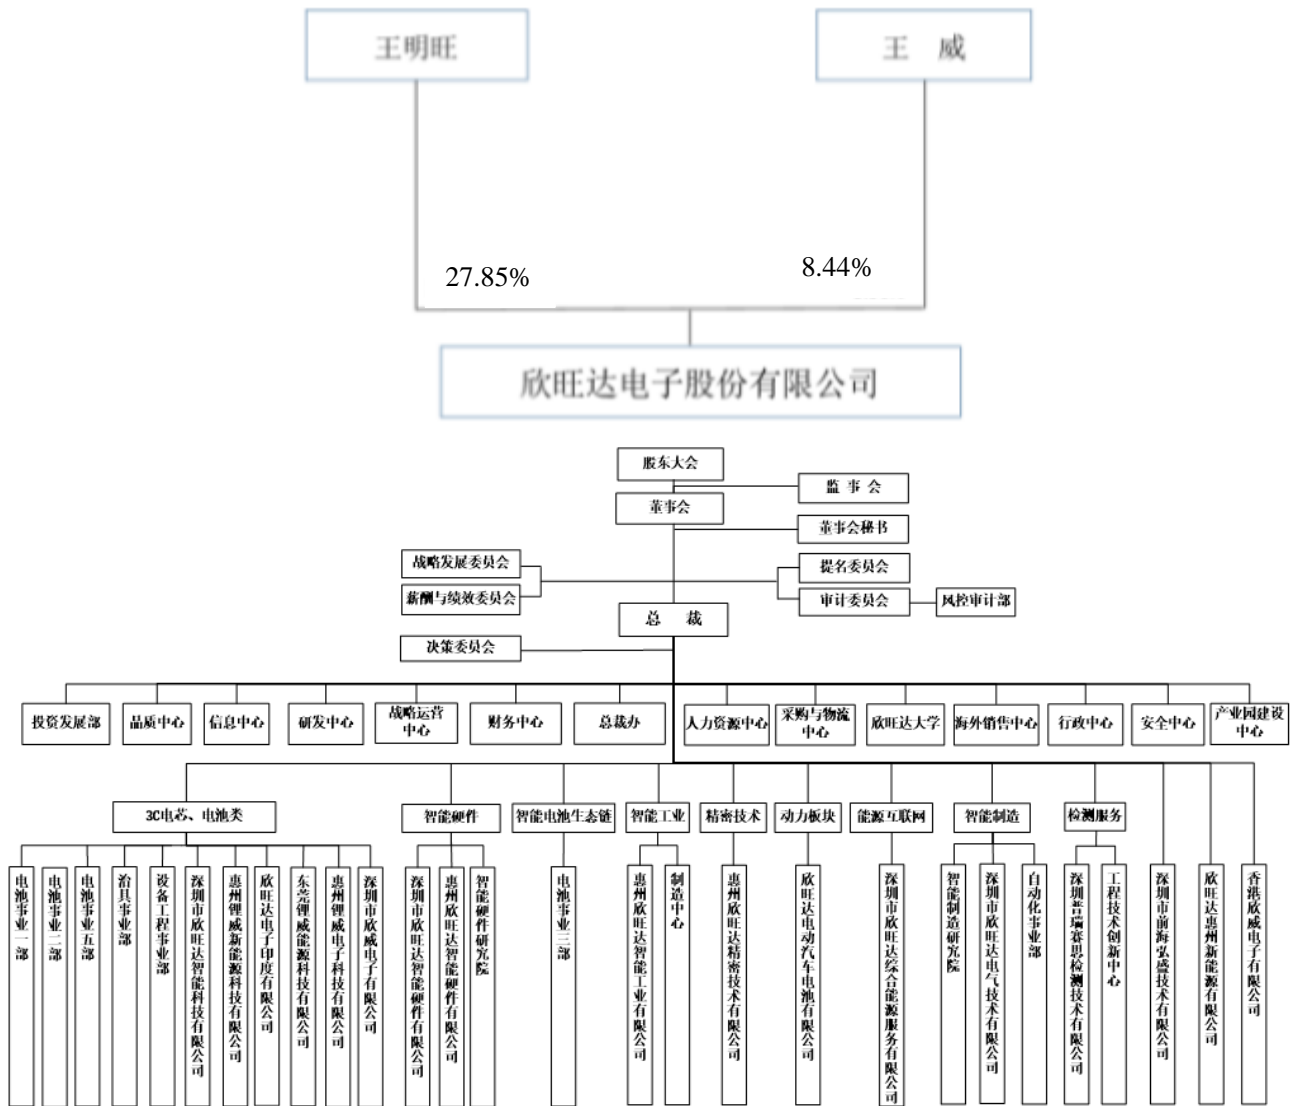 王明旺
王 威
27.85%
8.44%
欣旺达电子股份有限公司
股东大会
监 事 会
董事会
董事会秘书
战略发展委员会
提名委员会
薪酬与绩效委员会
审计委员会
风控审计部
总 裁
决策委员会
投资发展部
品质中心
信息中心
研发中心
战略运营
中心
财务中心
总裁办
人力资源中心
采购与物流
中心
欣旺达大学
海外销售中心
行政中心
安全中心
产业园建设
中心
3C电芯、电池类
智能硬件
智能电池生态链
智能工业
精密技术
动力板块
能源互联网
智能制造
检测服务
电池事业一部
电池事业二部
电池事业五部
治具事业部
设备工程事业部
深圳市欣旺达智能科技有限公司
惠州锂威新能源科技有限公司
欣旺达电子印度有限公司
东莞锂威能源科技有限公司
惠州锂威电子科技有限公司
深圳市欣威电子有限公司
深圳市欣旺达智能硬件有限公司
惠州欣旺达智能硬件有限公司
智能硬件研究院
电池事业三部
惠州欣旺达智能工业有限公司
制造中心
惠州欣旺达精密技术有限公司
欣旺达电动汽车电池有限公司
深圳市欣旺达综合能源服务有限公司
智能制造研究院
深圳市欣旺达电气技术有限公司
自动化事业部
深圳普瑞赛思检测技术有限公司
工程技术创新中心
深圳市前海弘盛技术有限公司
欣旺达惠州新能源有限公司
香港欣威电子有限公司